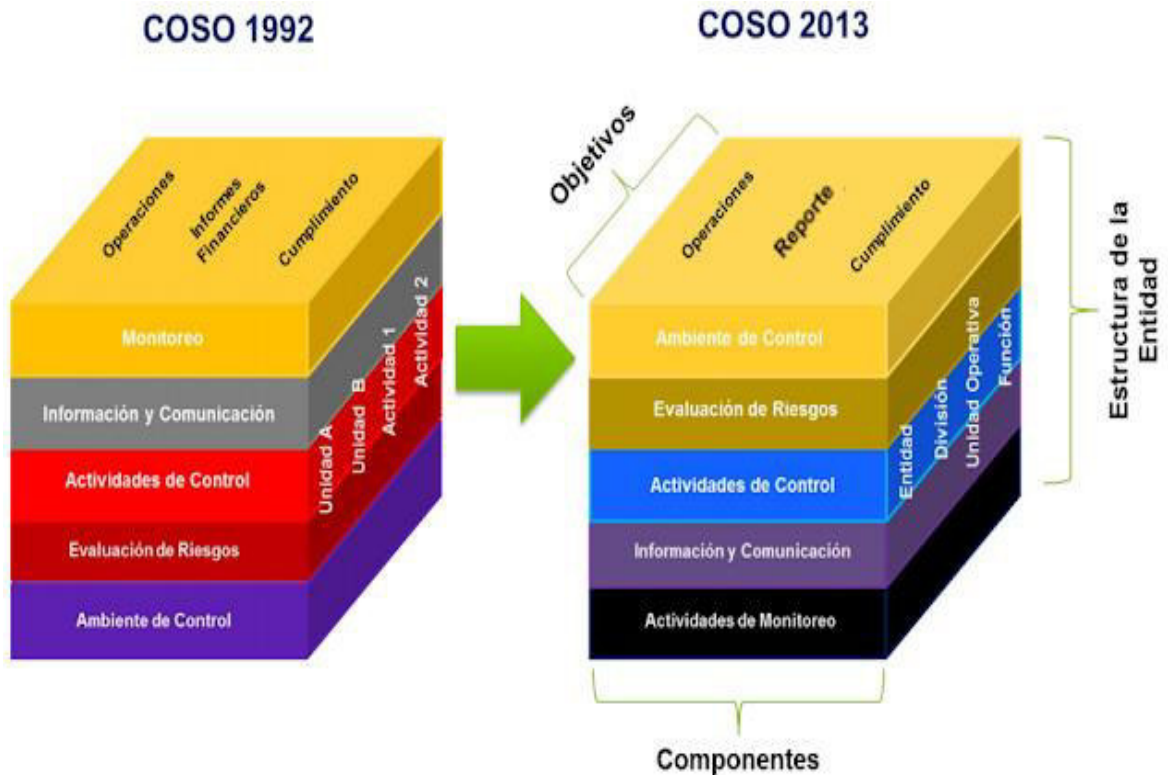 COSO 1992
Operaciones
Informes
Financieros
Cumplimiento
Monitoreo
Información y Comunicación
Actividades de Control
Evaluación de Riesgos
Ambiente de Control
Unidad A
Unidad B
Actividad 1
Actividad 2
COSO 2013
Objetivos
Operaciones
Reporte
Cumplimiento
Ambiente de Control
Evaluación de Riesgos
Actividades de Control
Información y Comunicación
Actividades de Monitoreo
Entidad
División
Unidad Operativa
Función
Estructura de la
Entidad
Componentes